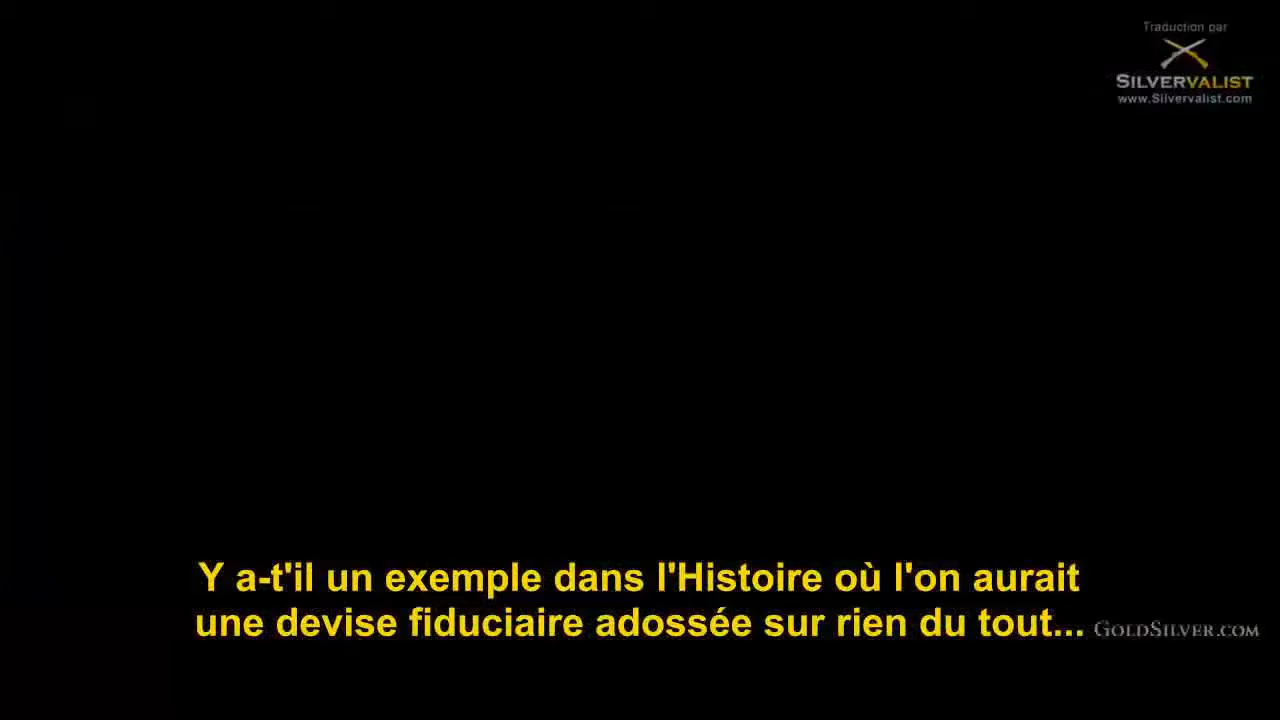 Traduction par
SILVERVALIST
www.Silvervalist.com
Y a-t'il un exemple dans l'Histoire où l'on aurait
une devise fiduciaire adossée sur rien du tout...
GOLDSILVER.COM